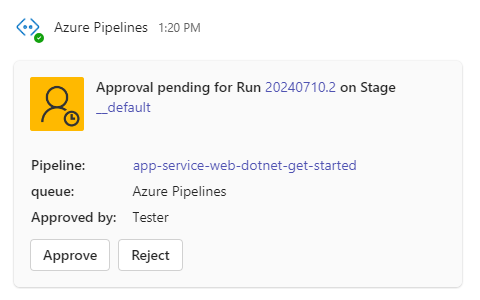 Azure Pipelines 1:20 PM
Approval pending for Run 20240710.2 on Stage
__default
Pipeline: app-service-web-dotnet-get-started
queue: Azure Pipelines
Approved by: Tester
Approve Reject